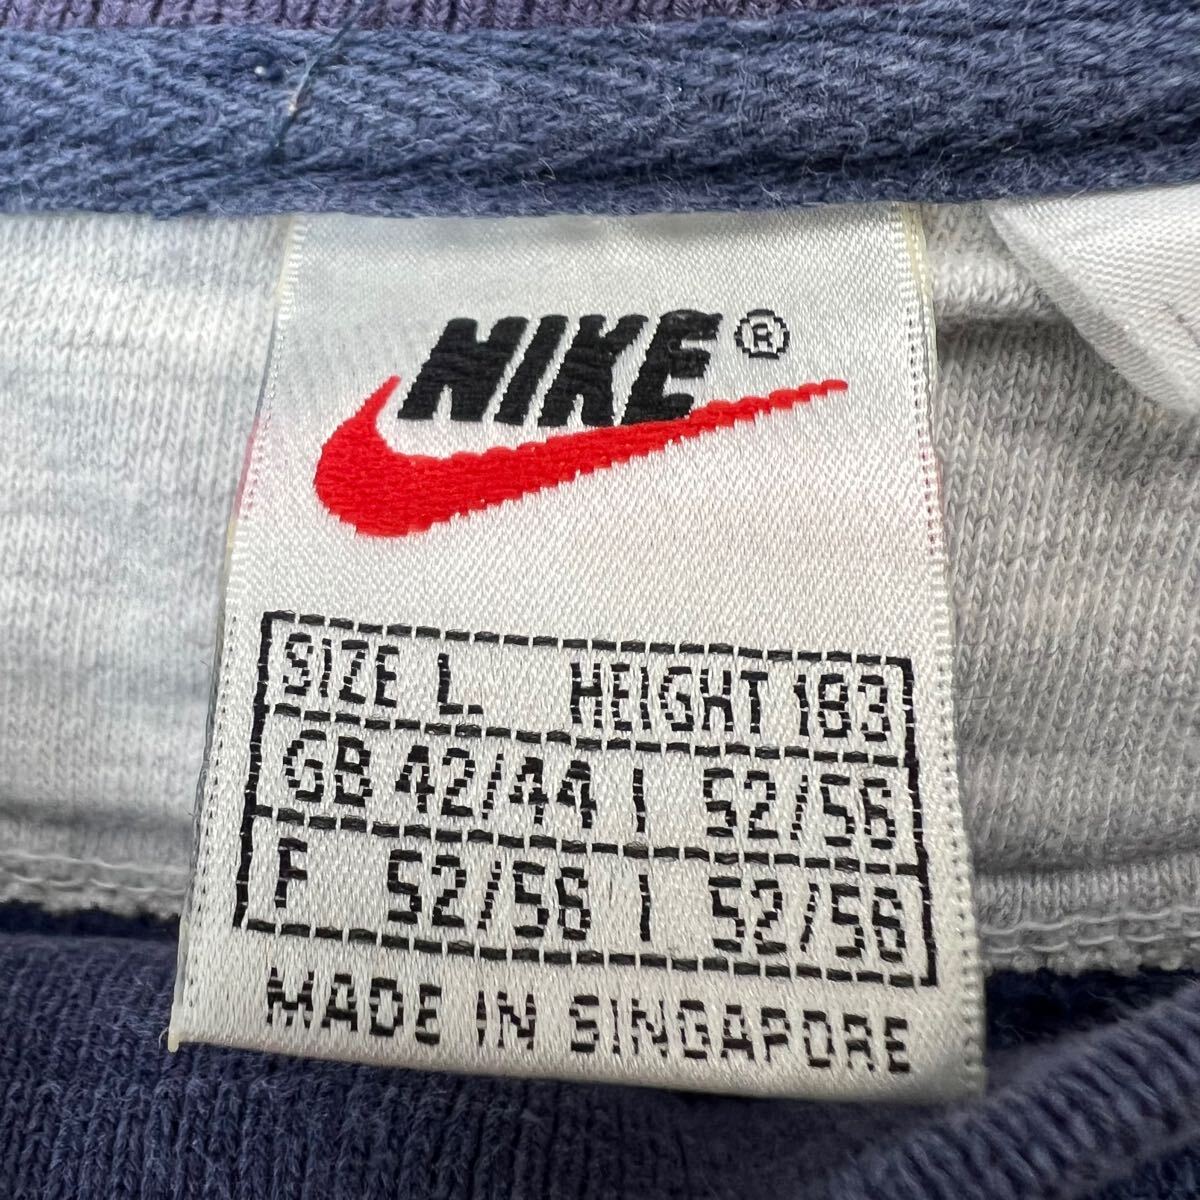 NIKE®
SIZE L. HEIGHT 183
GB 42/44 I 52/56
F 52/56 I 52/56
MADE IN SINGAPORE